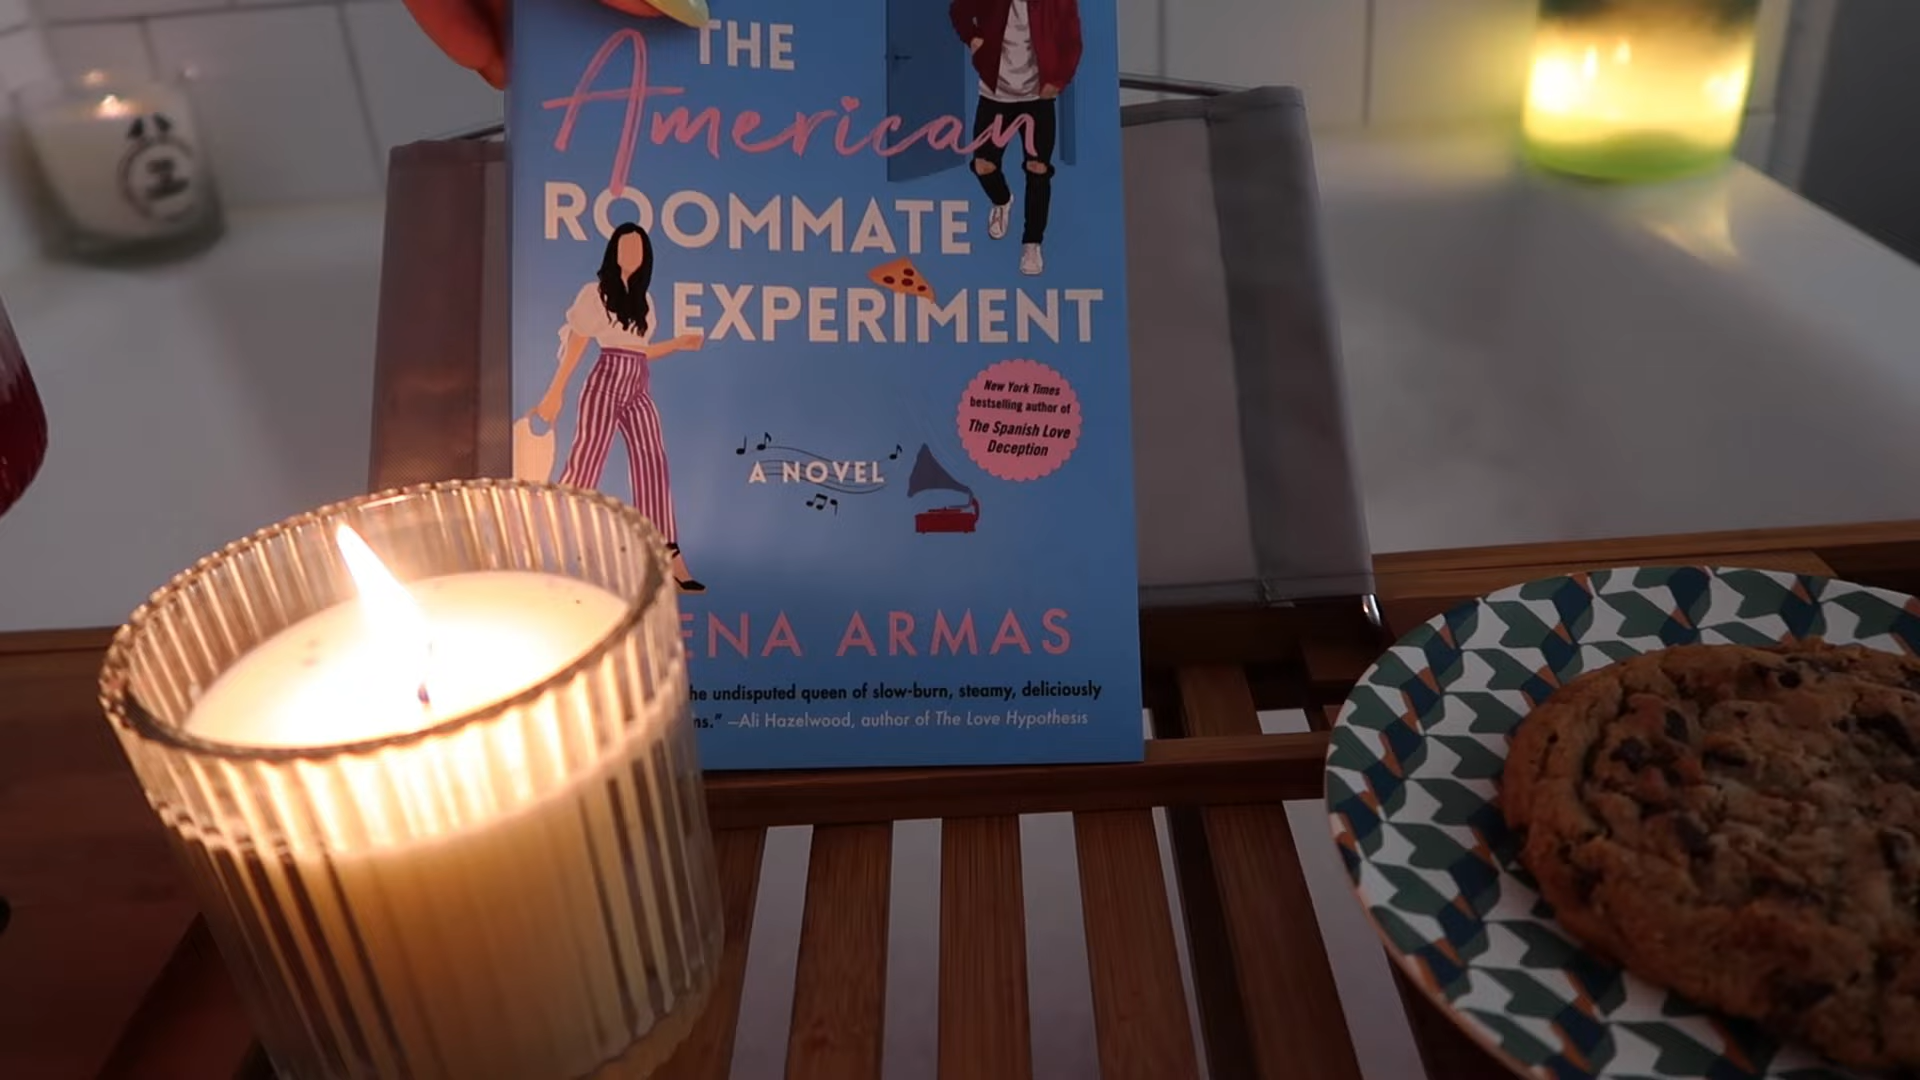 THE
American
ROOMMATE
EXPERIMENT
New York Times
bestselling author of
The Spanish Love
Deception
A NOVEL
ENA ARMAS
he undisputed queen of slow-burn, steamy, deliciously
ns." —Ali Hazelwood, author of The Love Hypothesis